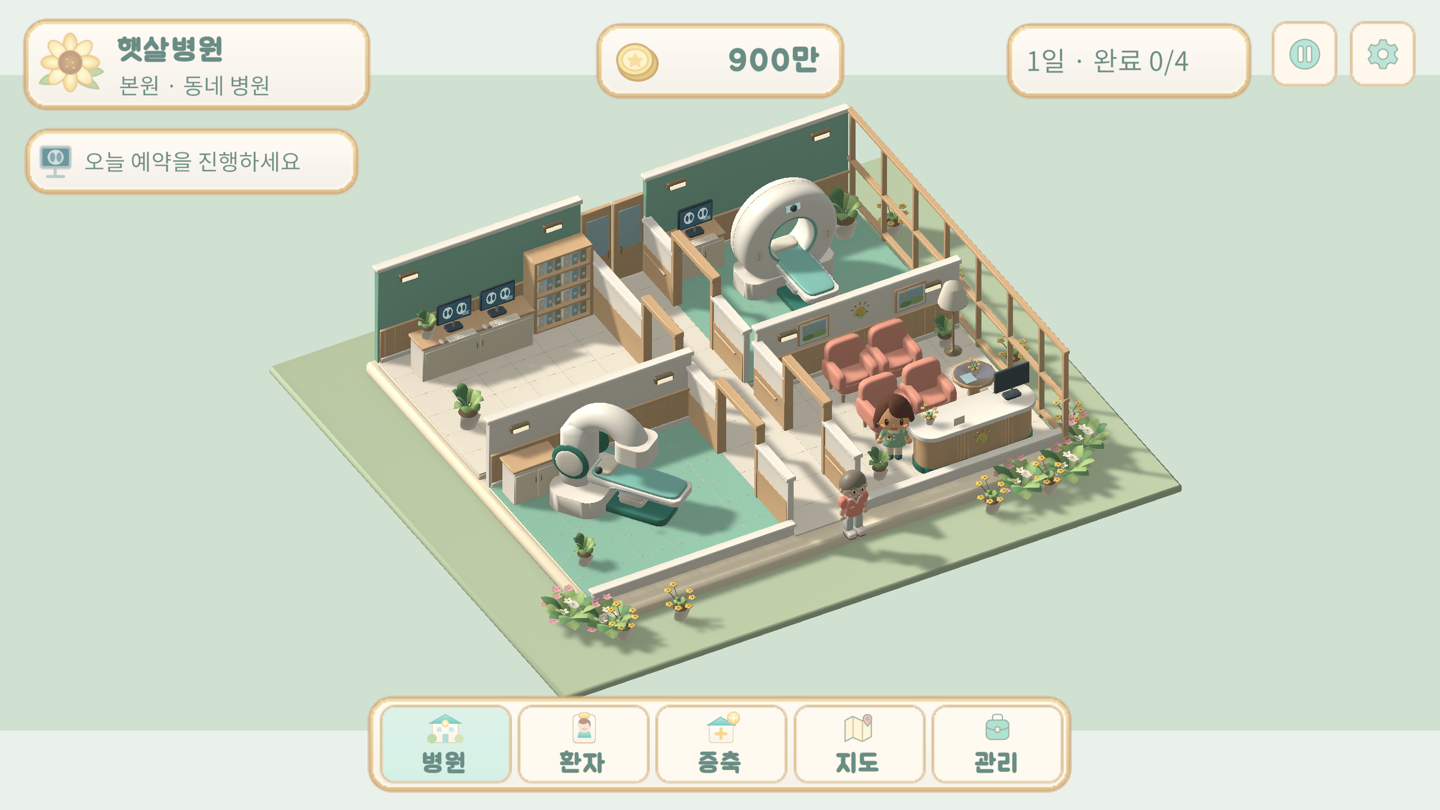 햇살병원
본원 · 동네 병원
900만
1일 · 완료 0/4
오늘 예약을 진행하세요
병원
환자
증축
지도
관리